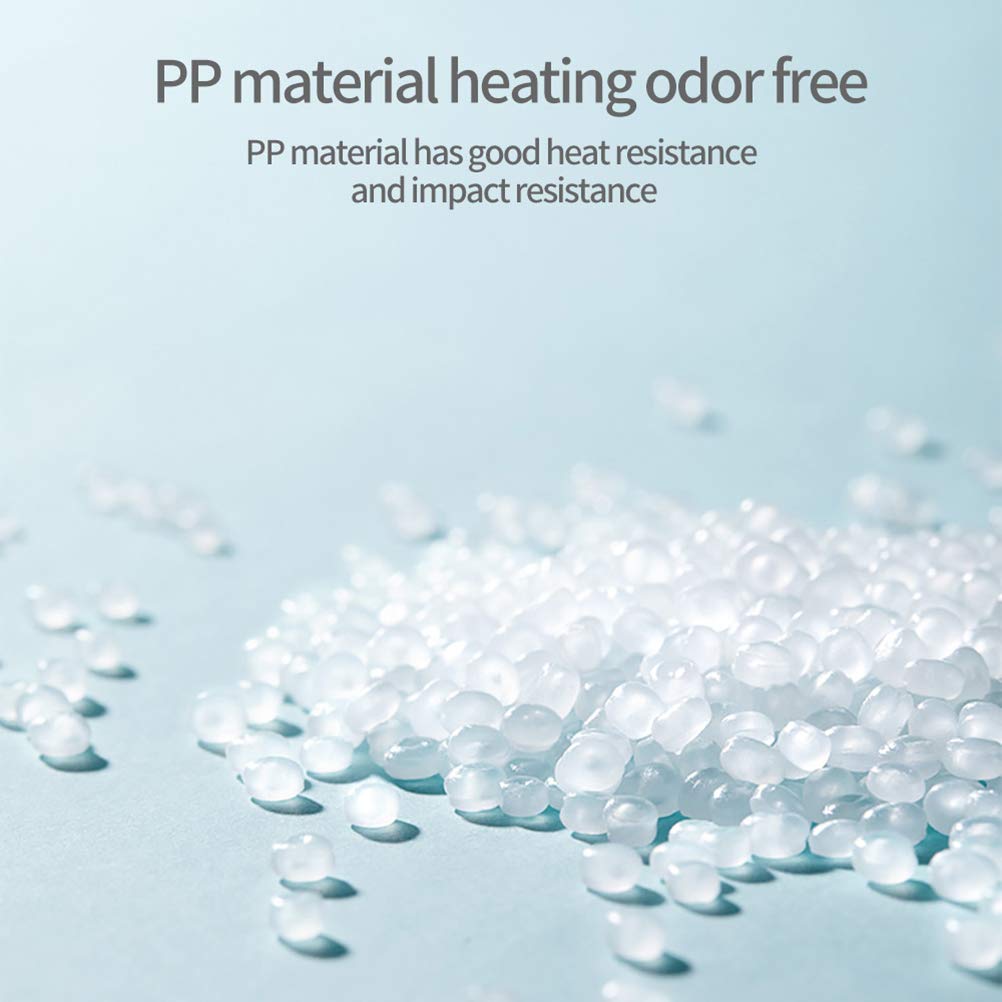 PP material heating odor free
PP material has good heat resistance
and impact resistance